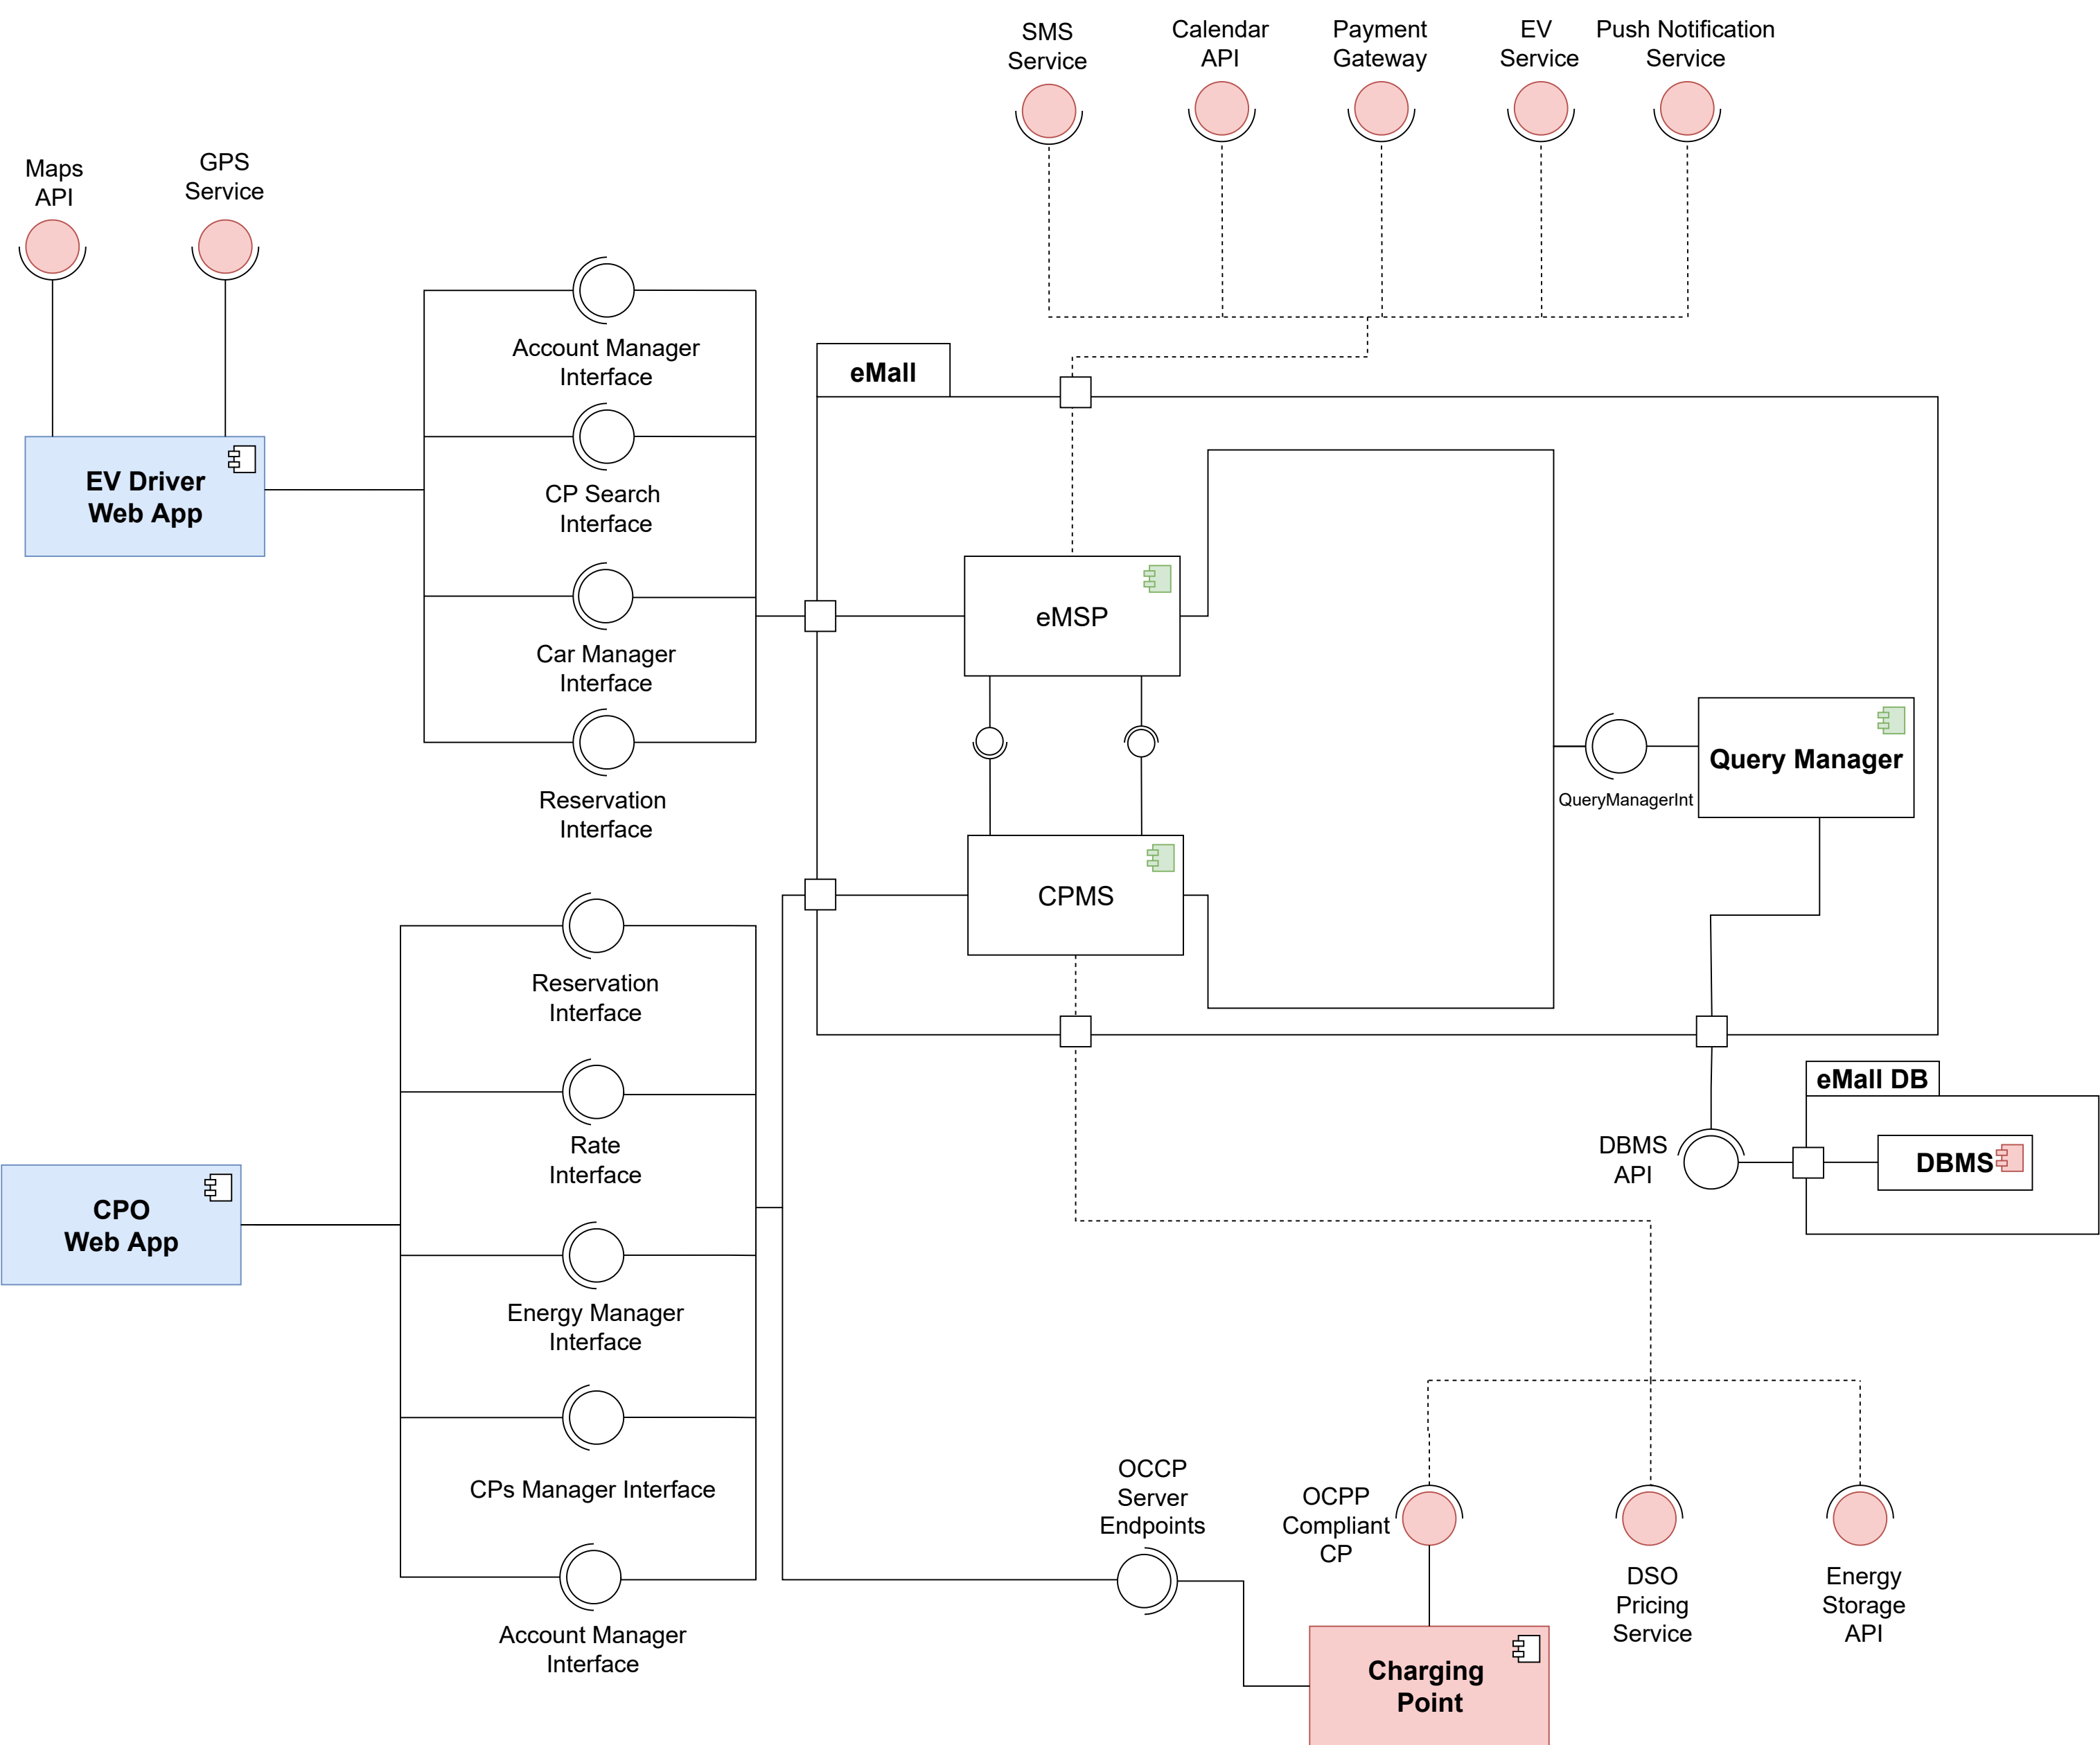 SMS
Service
Calendar
API
Payment
Gateway
EV
Service
Push Notification
Service
Maps
API
GPS
Service
Account Manager
Interface
eMall
EV Driver
Web App
CP Search
Interface
eMSP
Car Manager
Interface
Query Manager
QueryManagerInt
Reservation
Interface
CPMS
Reservation
Interface
eMall DB
DBMS
API
DBMS
Rate
Interface
CPO
Web App
Energy Manager
Interface
CPs Manager Interface
OCCP
Server
Endpoints
OCPP
Compliant
CP
DSO
Pricing
Service
Energy
Storage
API
Account Manager
Interface
Charging
Point